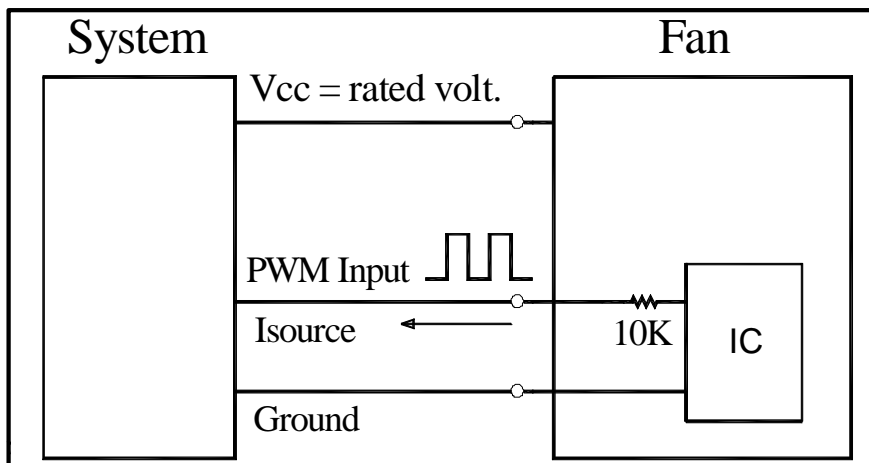 System
Fan
Vcc = rated volt.
PWM Input
Isource
10K
IC
Ground